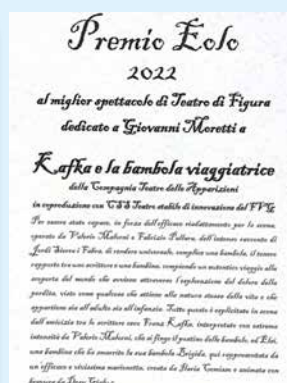 Premio Eolo
2022
al miglior spettacolo di Teatro di Figura
dedicato a Giovanni Moretti a
Kafka e la bambola viaggiatrice
della Compagnia Teatro delle Apparizioni
in coproduzione con CSS Teatro stabile di innovazione del FVG
Per essere stato capace, in forza dell'efficace riadattamento per la scena,
operato da Valerio Malorni e Fabrizio Pallara, dell'intenso racconto di
Jordi Sierra i Fabra, di rendere universale, complice una bambola, il tenero
rapporto tra uno scrittore e una bambina, compiendo un autentico viaggio alla
scoperta del mondo che avviene attraverso l'esplorazione del dolore della
perdita, visto come qualcosa che attiene alla natura stessa della vita e che
appartiene sia all'adulto sia all'infanzia. Tutto questo è esplicitato in scena
dall'amicizia tra lo scrittore ceco Franz Kafka, interpretato con estrema
intensità da Valerio Malorni, che si finge il postino delle bambole, ed Elsi,
una bambina che ha smarrito la sua bambola Brigida, qui rappresentata da
un efficace e vivissima marionetta, creata da Ilaria Comisso e animata con